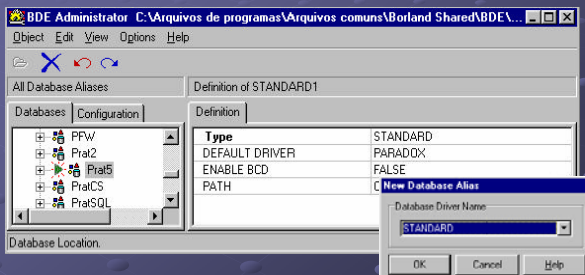 BDE Administrator C:\Arquivos de programas\Arquivos comuns\Borland Shared\BDE\...
Object Edit View Options Help
All Database Aliases
Definition of STANDARD1
Databases
Configuration
Definition
PFW
Prat2
Prat5
PratCS
PratSQL
Type STANDARD
DEFAULT DRIVER PARADOX
ENABLE BCD FALSE
PATH
Database Location.
New Database Alias
Database Driver Name
STANDARD
OK
Cancel
Help